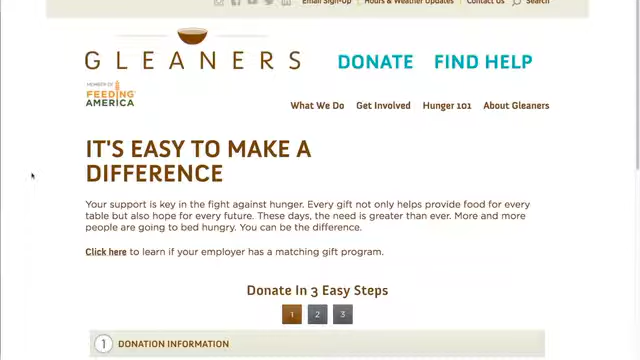 Email Sign-Up Hours & Weather Updates Contact Us Search
GLEANERS
DONATE FIND HELP
MEMBER OF
FEEDING
AMERICA
What We Do Get Involved Hunger 101 About Gleaners
IT'S EASY TO MAKE A
DIFFERENCE
Your support is key in the fight against hunger. Every gift not only helps provide food for every
table but also hope for every future. These days, the need is greater than ever. More and more
people are going to bed hungry. You can be the difference.
Click here to learn if your employer has a matching gift program.
Donate In 3 Easy Steps
1 2 3
1 DONATION INFORMATION